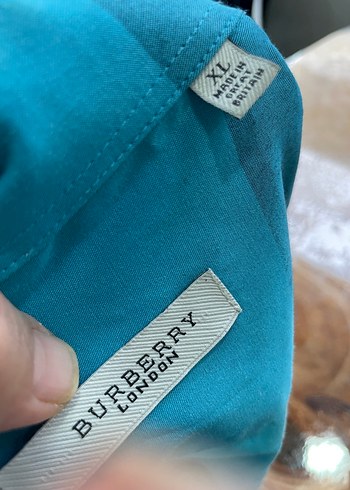 XL
MADE IN
GREAT
BRITAIN
BURBERRY
LONDON